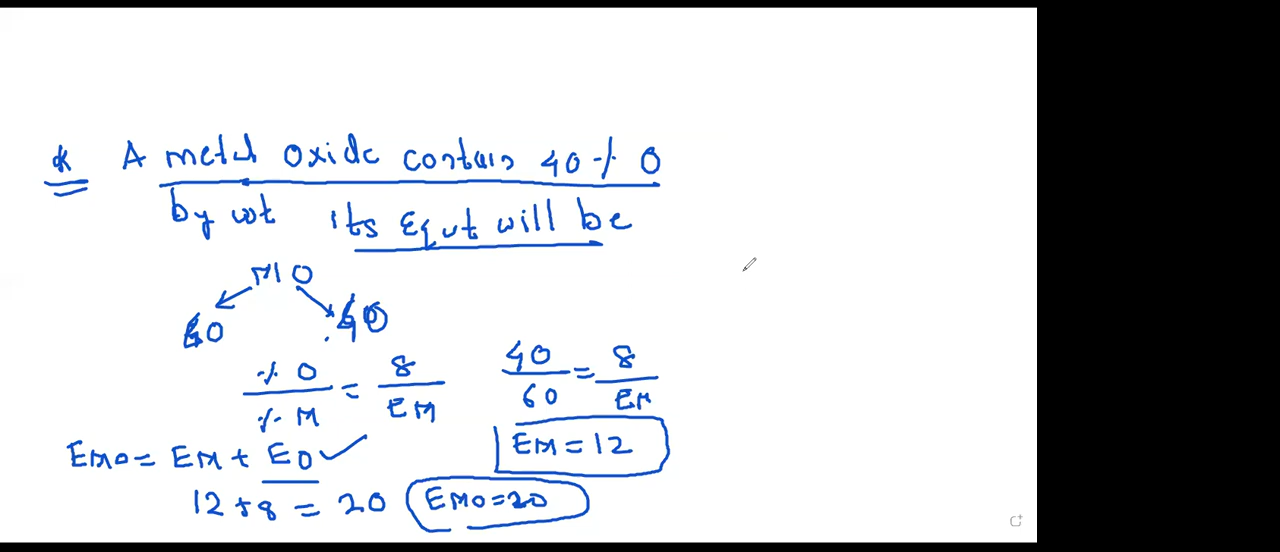 * A metal oxide contain 40 % O
by wt its Eq wt will be
M O
60 40
% O / % M = 8 / EM
40 / 60 = 8 / EM
EM = 12
EMO = EM + EO ✓
12 + 8 = 20
EMO = 20